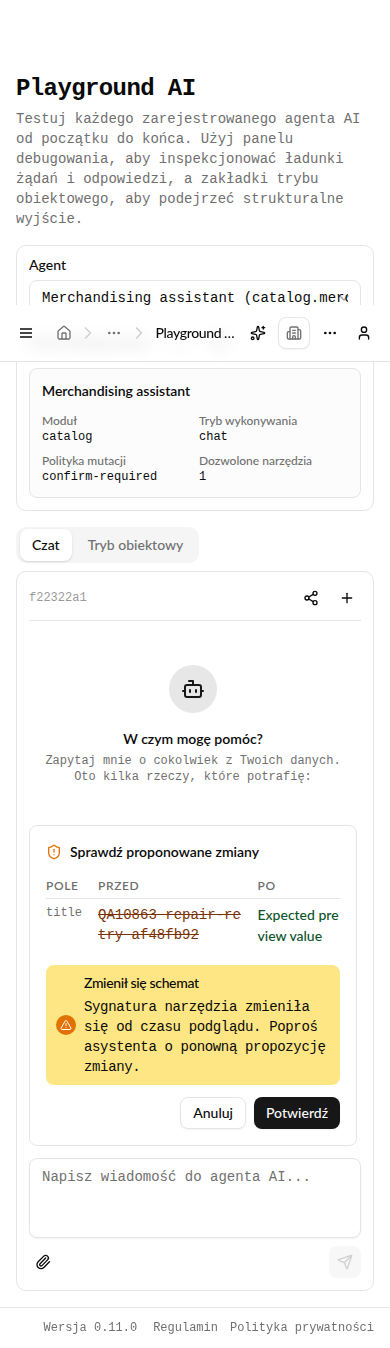 Playground AI
Testuj każdego zarejestrowanego agenta AI
od początku do końca. Użyj panelu
debugowania, aby inspekcjonować ładunki
żądań i odpowiedzi, a zakładki trybu
obiektowego, aby podejrzeć strukturalne
wyjście.
Agent
Merchandising assistant (catalog.merc
Playground ...
Merchandising assistant
Moduł
Tryb wykonywania
catalog
chat
Polityka mutacji
Dozwolone narzędzia
confirm-required
1
Czat
Tryb obiektowy
f22322a1
W czym mogę pomóc?
Zapytaj mnie o cokolwiek z Twoich danych.
Oto kilka rzeczy, które potrafię:
Sprawdź proponowane zmiany
POLE PRZED PO
title QA10863-repair-re Expected pre
try-af48fb92 view value
Zmienił się schemat
Sygnatura narzędzia zmieniła
się od czasu podglądu. Poproś
asystenta o ponowną propozycję
zmiany.
Anuluj
Potwierdź
Napisz wiadomość do agenta AI...
Wersja 0.11.0 Regulamin Polityka prywatności